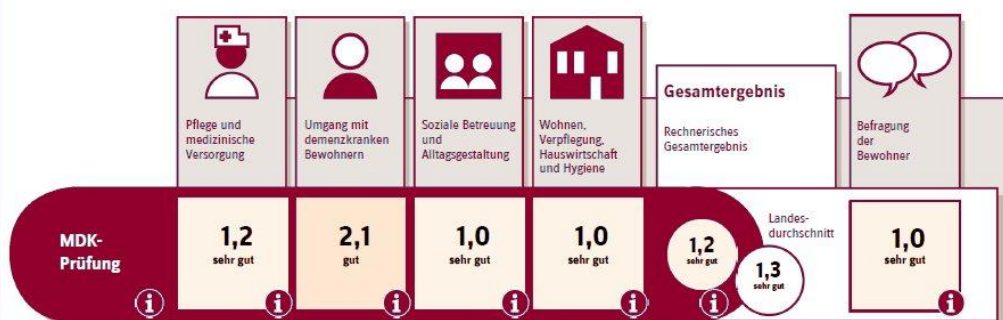 Pflege und
medizinische
Versorgung
Umgang mit
demenzkranken
Bewohnern
Soziale Betreuung
und
Alltagsgestaltung
Wohnen,
Verpflegung,
Hauswirtschaft
und Hygiene
Gesamtergebnis
Rechnerisches
Gesamtergebnis
Befragung
der
Bewohner
MDK-
Prüfung
i
1,2
sehr gut
i
2,1
gut
i
1,0
sehr gut
i
1,0
sehr gut
i
1,2
sehr gut
i
Landes-
durchschnitt
1,3
sehr gut
1,0
sehr gut
i